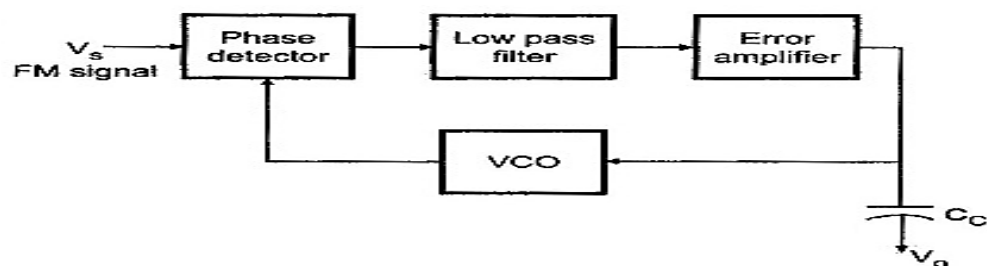 Vs
FM signal
Phase
detector
Low pass
filter
Error
amplifier
VCO
Cc
Vo